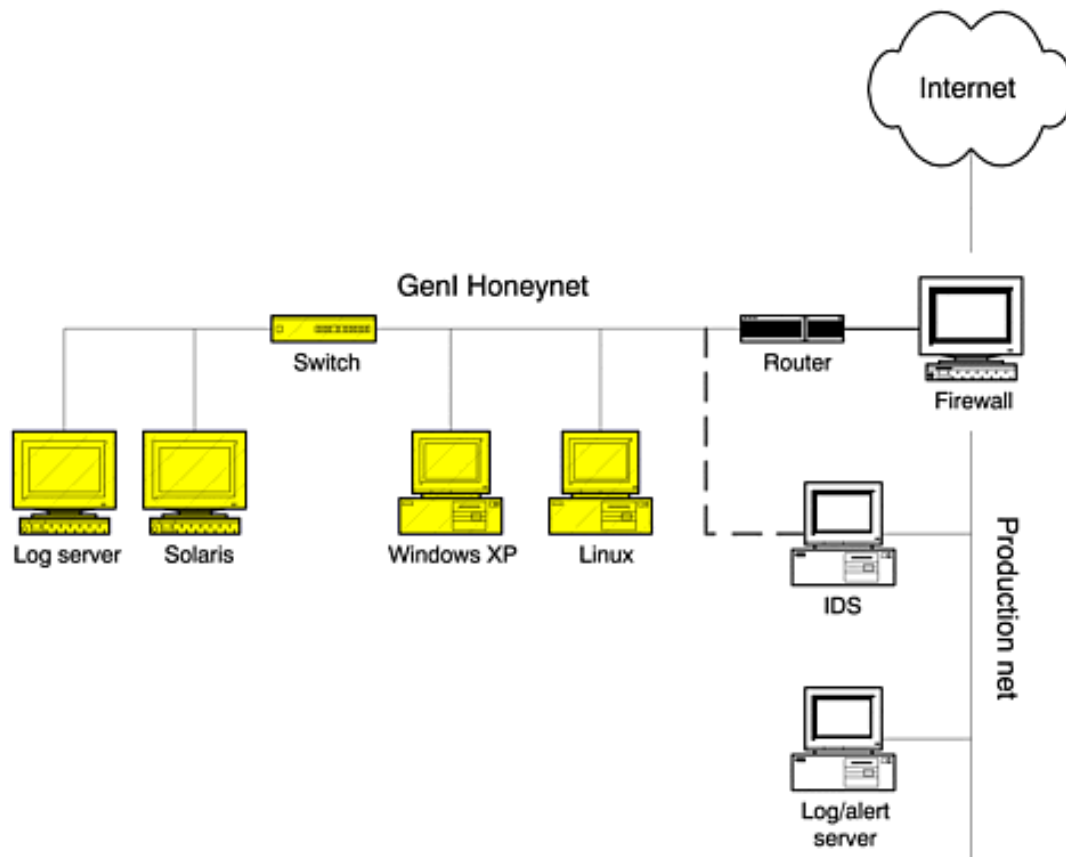 Internet
GenI Honeynet
Switch
Router
Firewall
Log server
Solaris
Windows XP
Linux
IDS
Production net
Log/alert
server